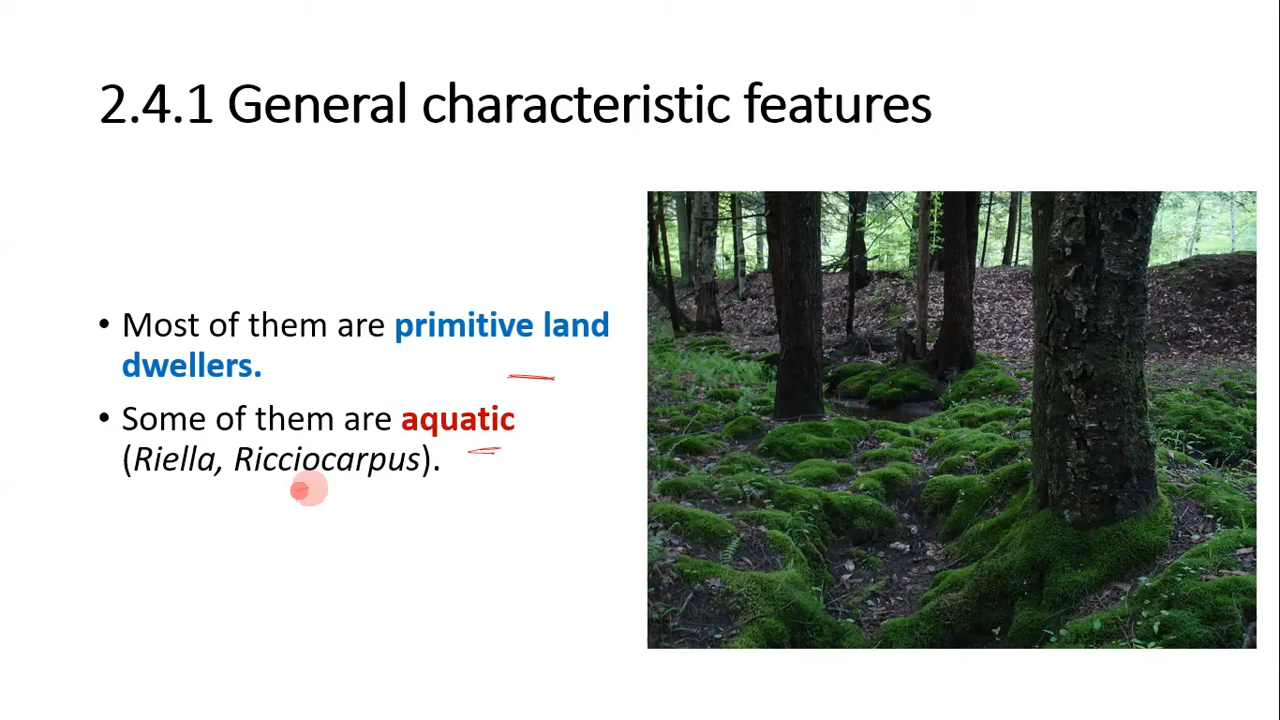 2.4.1 General characteristic features
• Most of them are primitive land
dwellers.
• Some of them are aquatic
(Riella, Ricciocarpus).